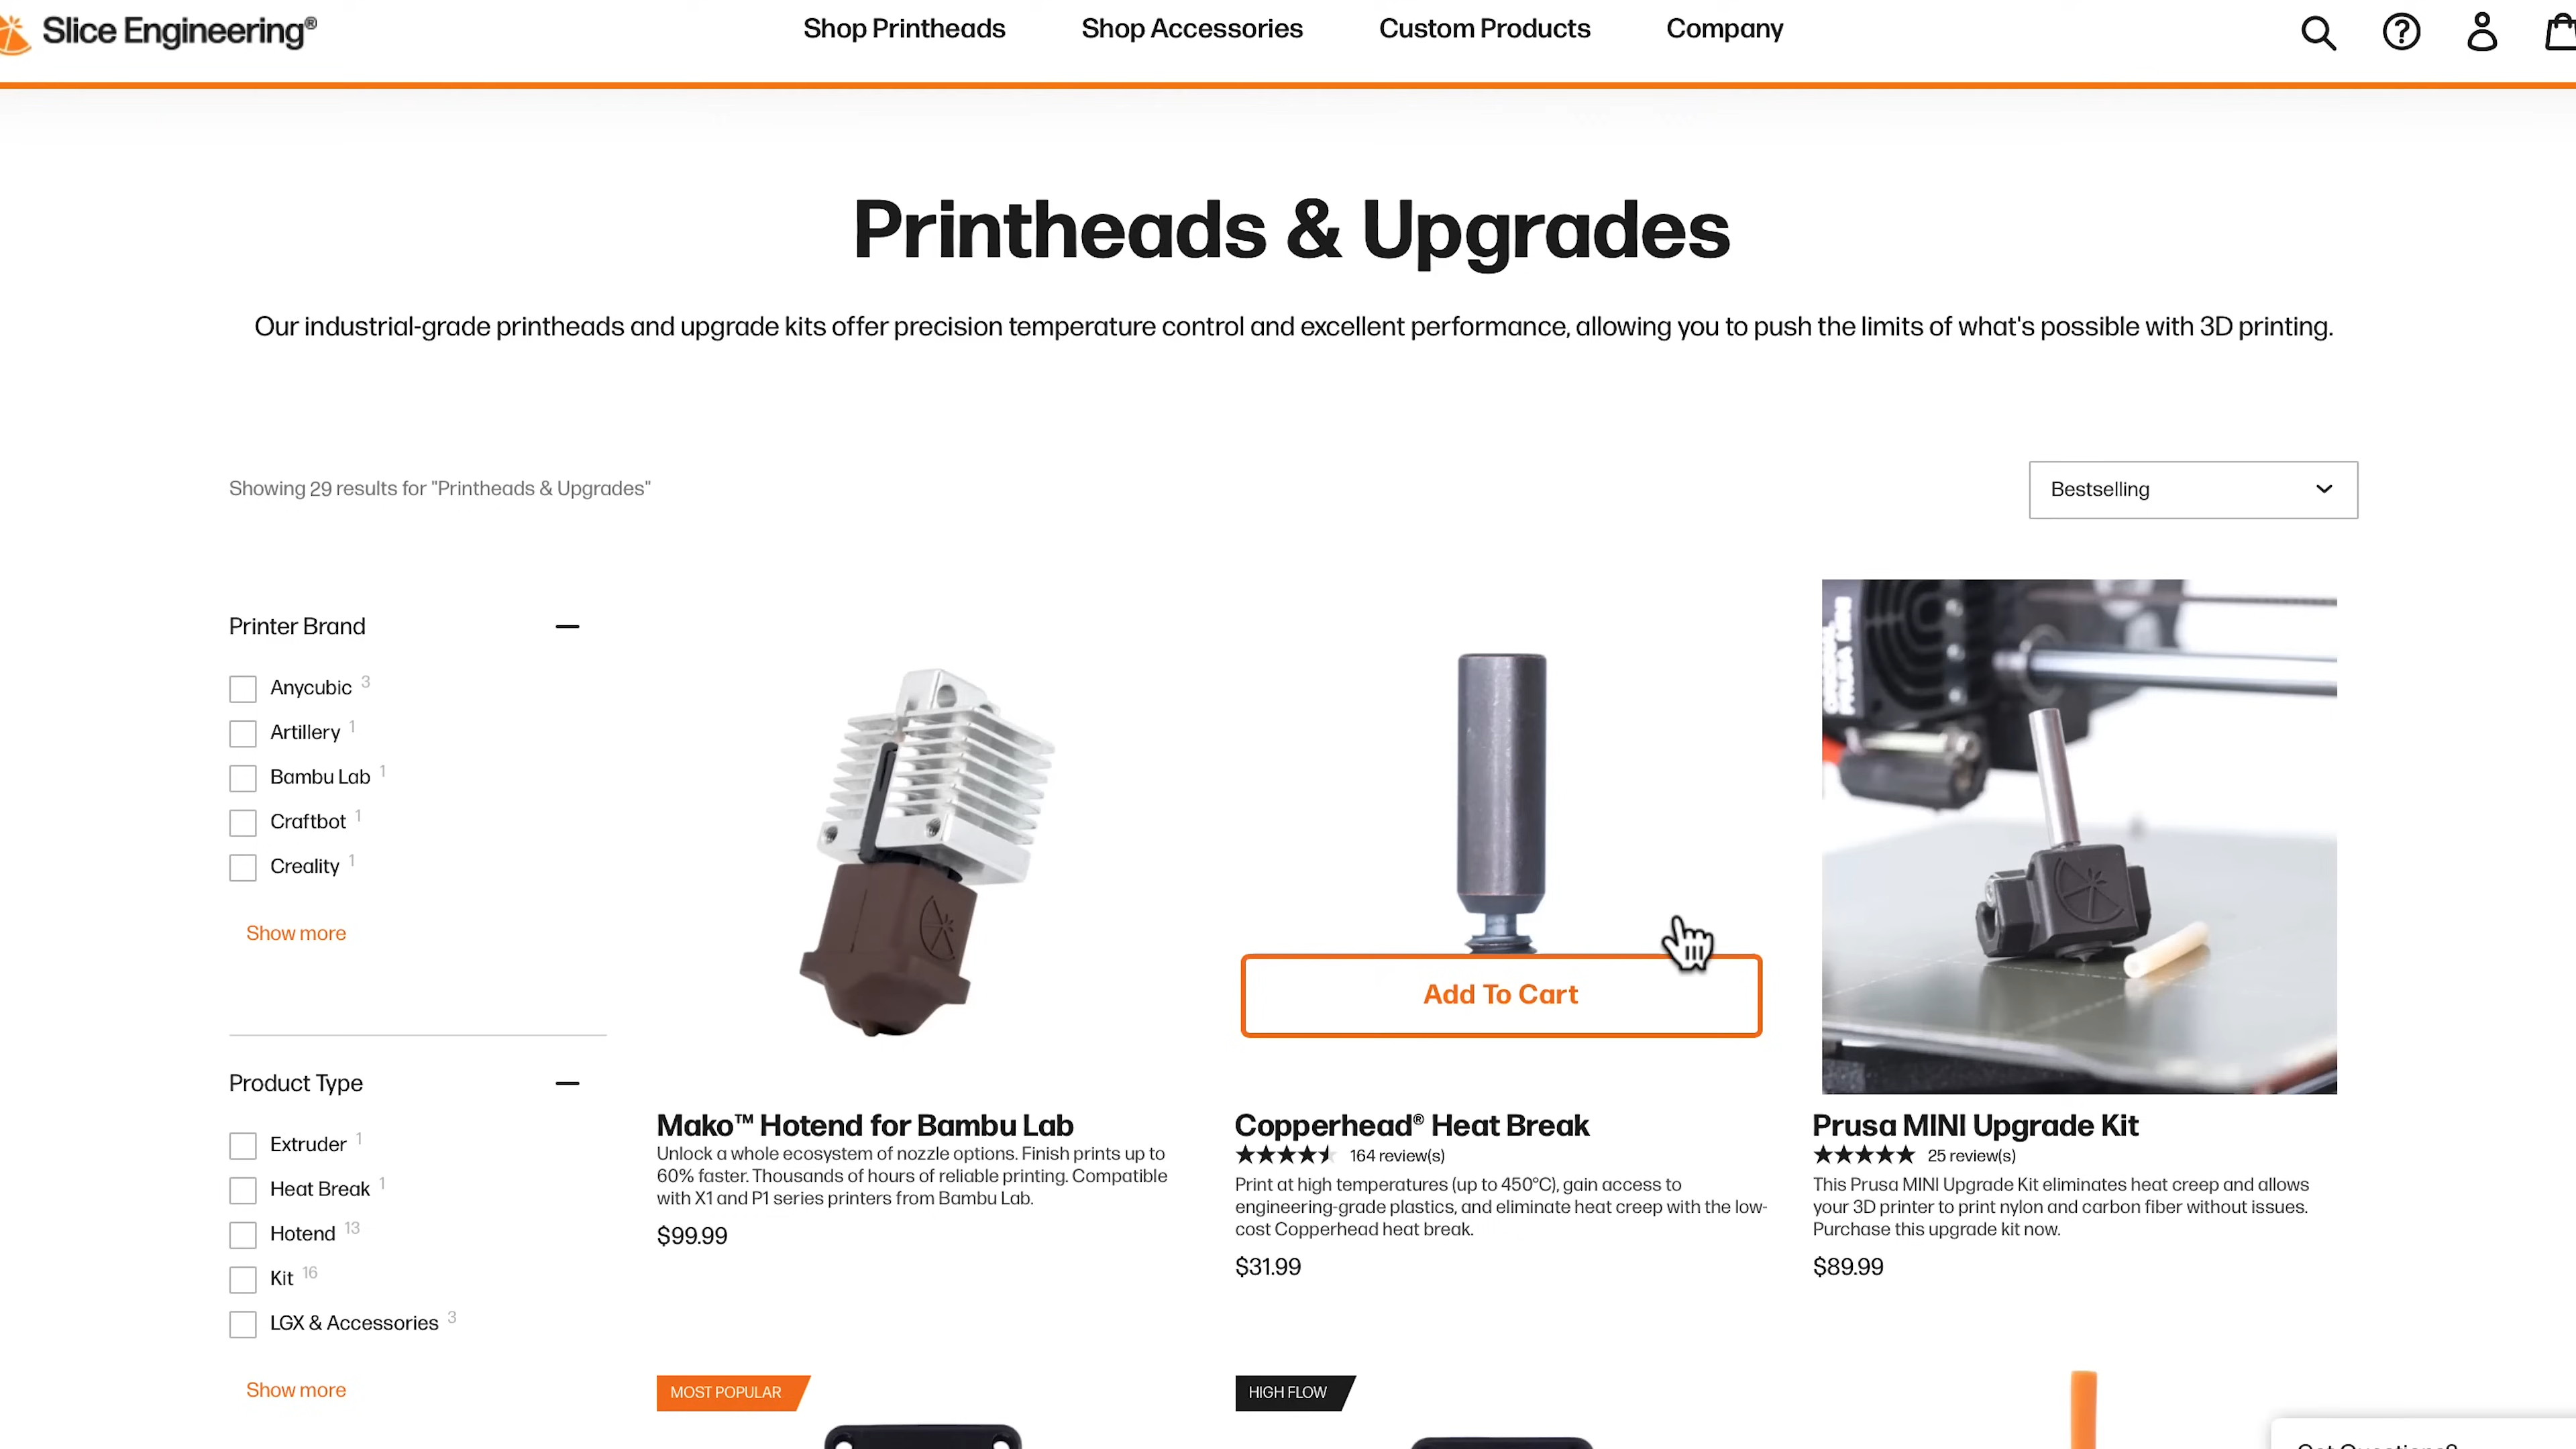 Slice Engineering®
Shop Printheads
Shop Accessories
Custom Products
Company
Printheads & Upgrades
Our industrial-grade printheads and upgrade kits offer precision temperature control and excellent performance, allowing you to push the limits of what's possible with 3D printing.
Showing 29 results for "Printheads & Upgrades"
Bestselling
Printer Brand
Anycubic 3
Artillery 1
Bambu Lab 1
Craftbot 1
Creality 1
Show more
Product Type
Extruder 1
Heat Break 1
Hotend 13
Kit 16
LGX & Accessories 3
Show more
Mako™ Hotend for Bambu Lab
Unlock a whole ecosystem of nozzle options. Finish prints up to
60% faster. Thousands of hours of reliable printing. Compatible
with X1 and P1 series printers from Bambu Lab.
$99.99
Add To Cart
Copperhead® Heat Break
164 review(s)
Print at high temperatures (up to 450°C), gain access to
engineering-grade plastics, and eliminate heat creep with the low-
cost Copperhead heat break.
$31.99
Prusa MINI Upgrade Kit
25 review(s)
This Prusa MINI Upgrade Kit eliminates heat creep and allows
your 3D printer to print nylon and carbon fiber without issues.
Purchase this upgrade kit now.
$89.99
MOST POPULAR
HIGH FLOW